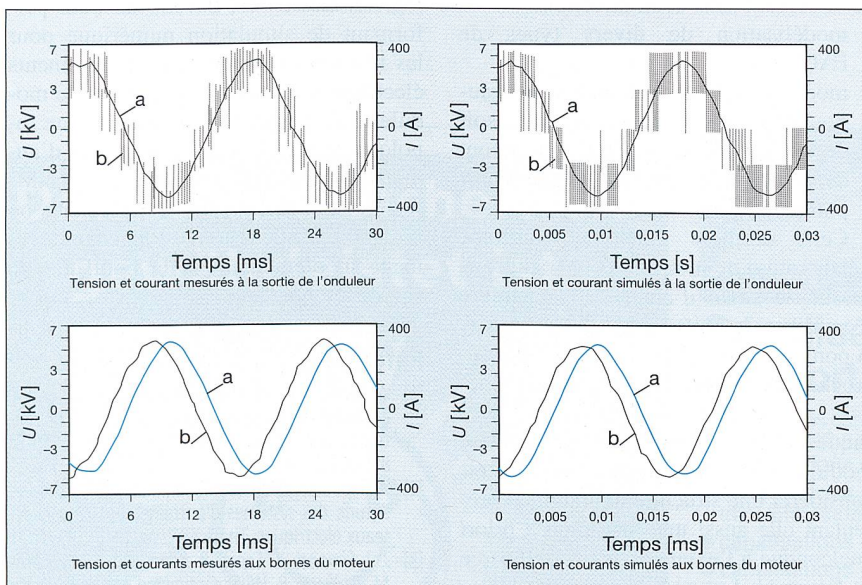 7
3
0
−3
−7
U [kV]
a
b
400
0
−400
I [A]
0 6 12 18 24 30
Temps [ms]
Tension et courant mesurés à la sortie de l'onduleur
7
3
0
−3
−7
U [kV]
a
b
400
0
−400
I [A]
0 0,005 0,01 0,015 0,02 0,025 0,03
Temps [s]
Tension et courant simulés à la sortie de l'onduleur
7
3
0
−3
−7
U [kV]
a
b
400
0
−400
I [A]
0 6 12 18 24 30
Temps [ms]
Tension et courants mesurés aux bornes du moteur
7
3
0
−3
−7
U [kV]
a
b
400
0
−400
I [A]
0 0,005 0,01 0,015 0,02 0,025 0,03
Temps [ms]
Tension et courants simulés aux bornes du moteur